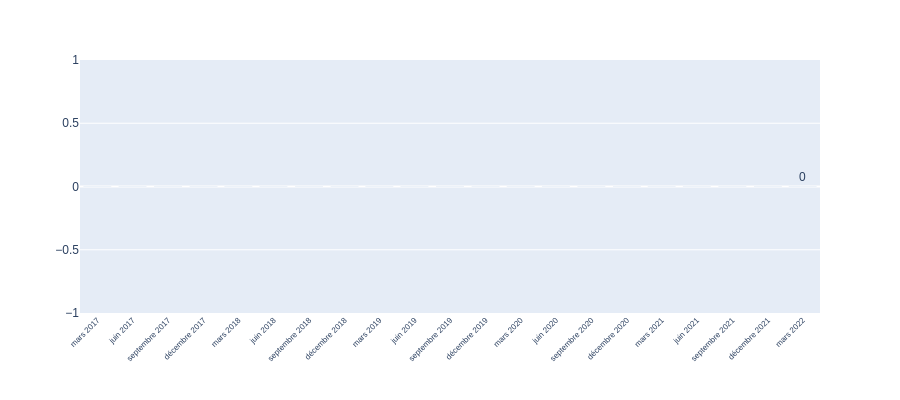 1
0.5
0
0
−0.5
−1
mars 2017
juin 2017
septembre 2017
décembre 2017
mars 2018
juin 2018
septembre 2018
décembre 2018
mars 2019
juin 2019
septembre 2019
décembre 2019
mars 2020
juin 2020
septembre 2020
décembre 2020
mars 2021
juin 2021
septembre 2021
décembre 2021
mars 2022